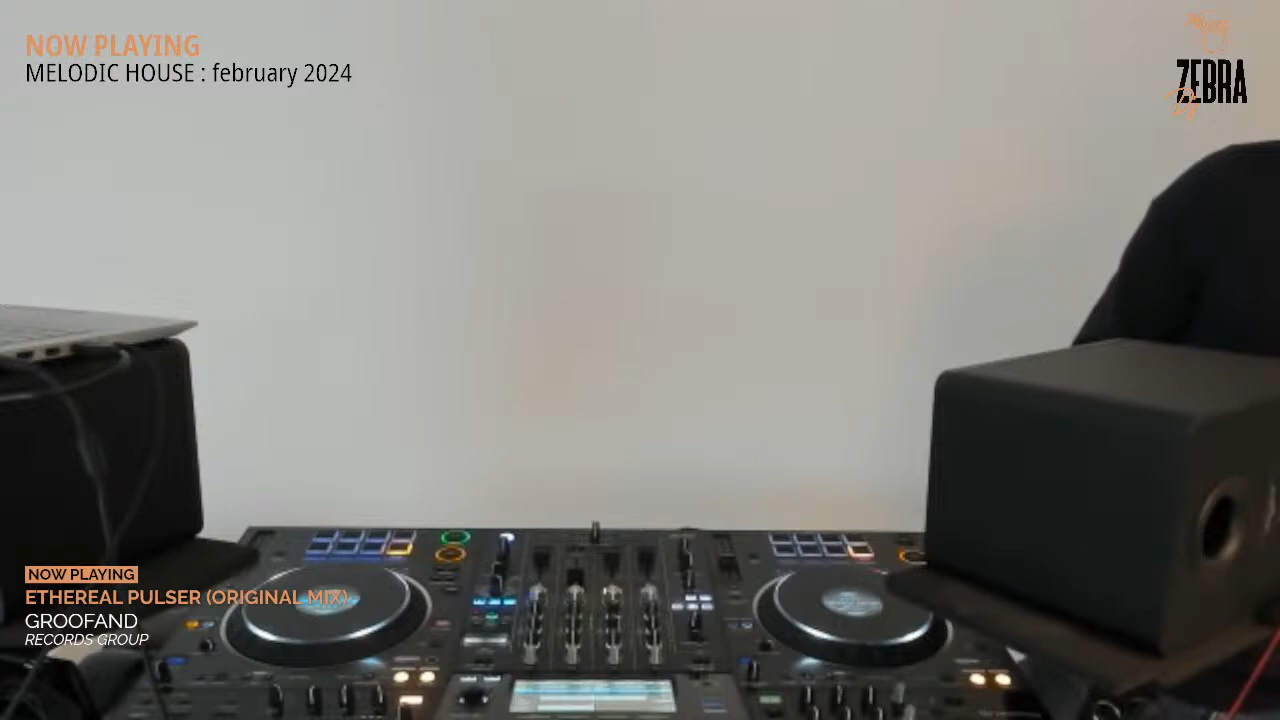 NOW PLAYING
MELODIC HOUSE : february 2024
ZEBRA
NOW PLAYING
ETHEREAL PULSER (ORIGINAL MIX)
GROOFAND
RECORDS GROUP